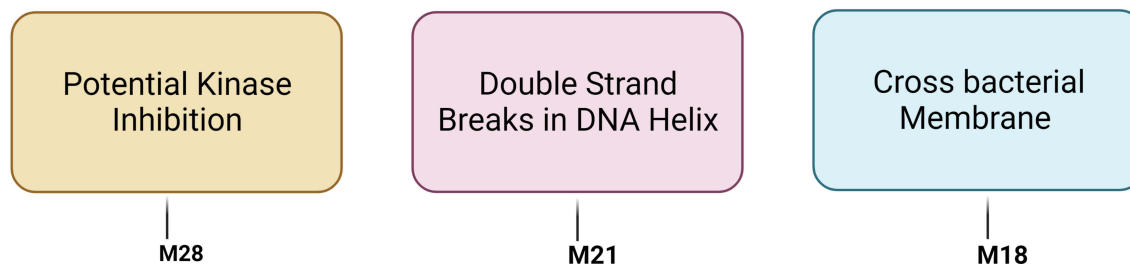 Potential Kinase
Inhibition
Double Strand
Breaks in DNA Helix
Cross bacterial
Membrane
M28
M21
M18